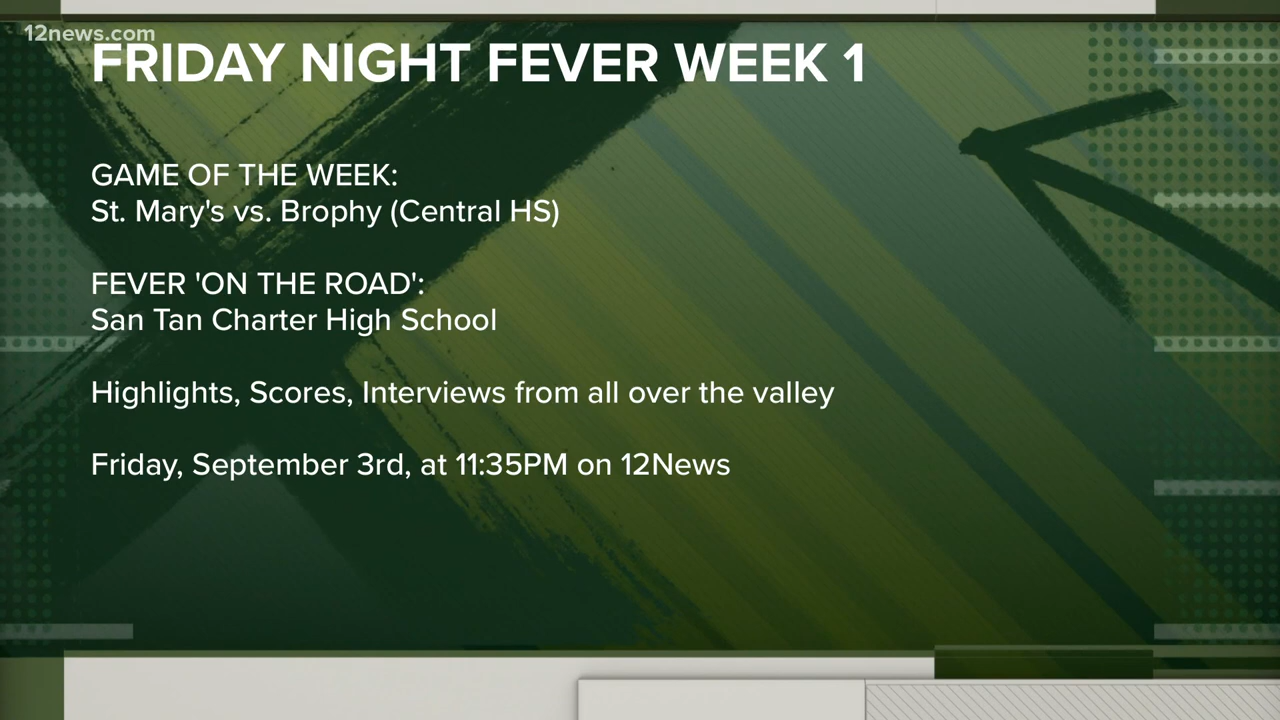 12news.com
FRIDAY NIGHT FEVER WEEK 1
GAME OF THE WEEK:
St. Mary's vs. Brophy (Central HS)
FEVER 'ON THE ROAD':
San Tan Charter High School
Highlights, Scores, Interviews from all over the valley
Friday, September 3rd, at 11:35PM on 12News